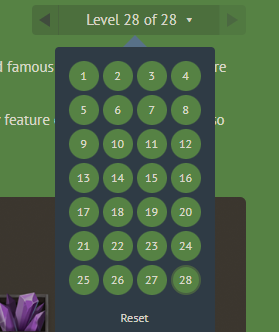 Level 28 of 28
d famous
re
1 2 3 4
5 6 7 8
feature
so
9 10 11 12
13 14 15 16
17 18 19 20
21 22 23 24
25 26 27 28
Reset